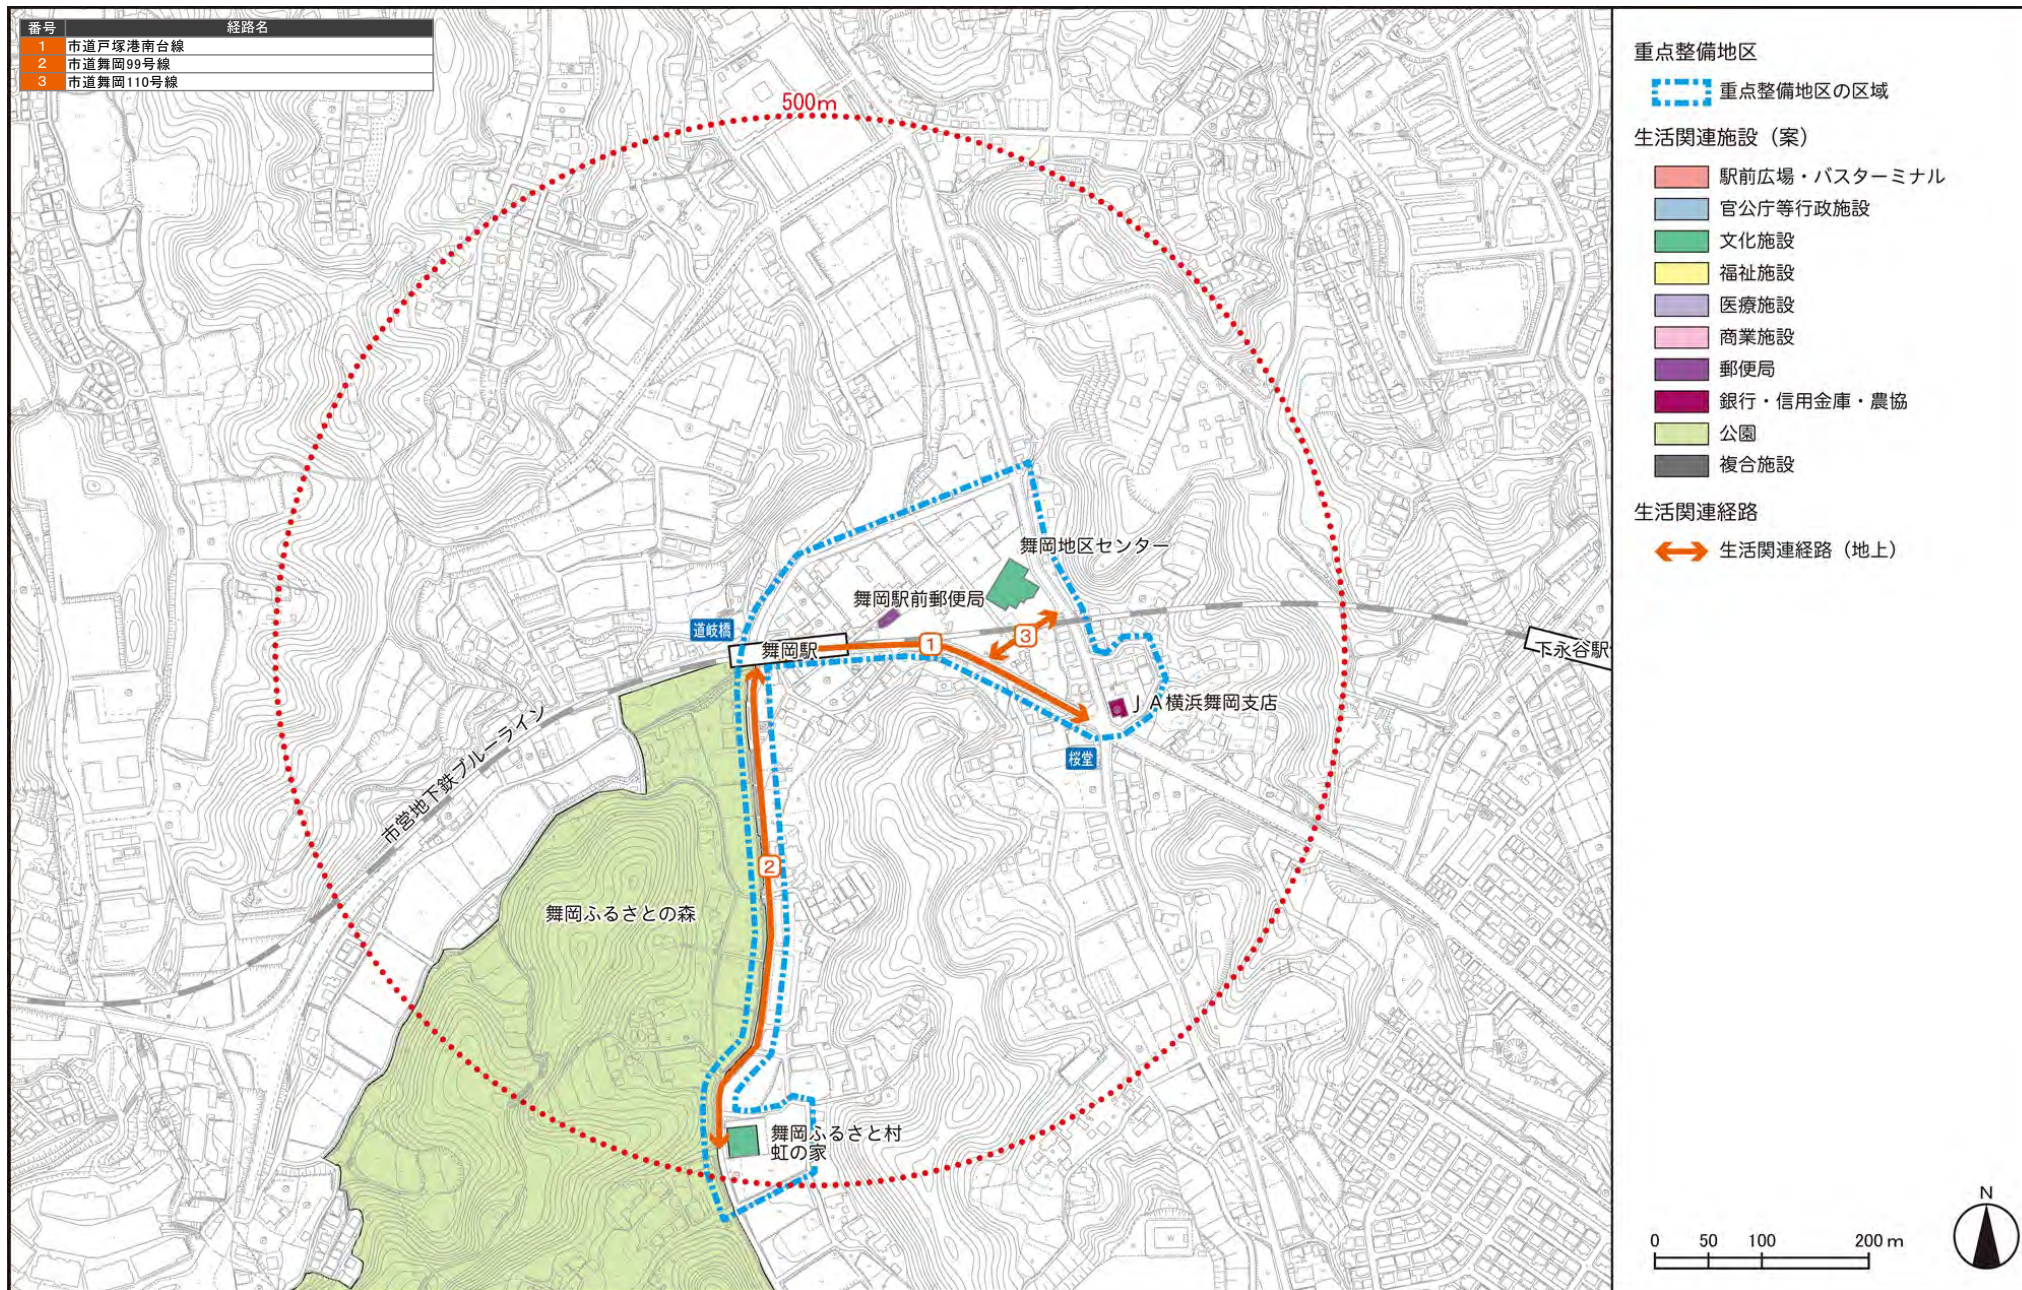 番号 経路名
1 市道戸塚港南台線
2 市道舞岡99号線
3 市道舞岡110号線
500m
舞岡地区センター
舞岡駅前郵便局
道岐橋
舞岡駅
1
3
下永谷駅
JA横浜舞岡支店
桜堂
市営地下鉄ブルーライン
2
舞岡ふるさとの森
舞岡ふるさと村
虹の家
重点整備地区
重点整備地区の区域
生活関連施設（案）
駅前広場・バスターミナル
官公庁等行政施設
文化施設
福祉施設
医療施設
商業施設
郵便局
銀行・信用金庫・農協
公園
複合施設
生活関連経路
生活関連経路（地上）
N
0 50 100 200m